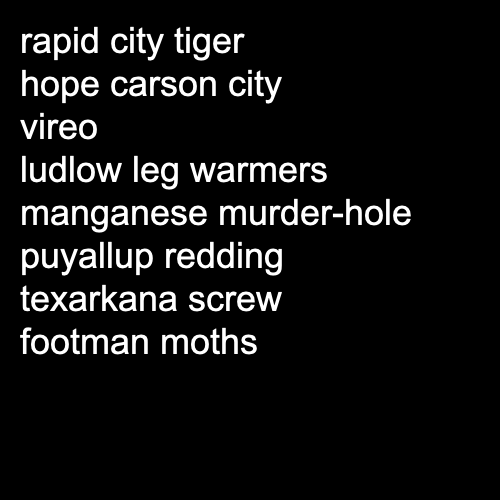 rapid city tiger
hope carson city
vireo
ludlow leg warmers
manganese murder-hole
puyallup redding
texarkana screw
footman moths